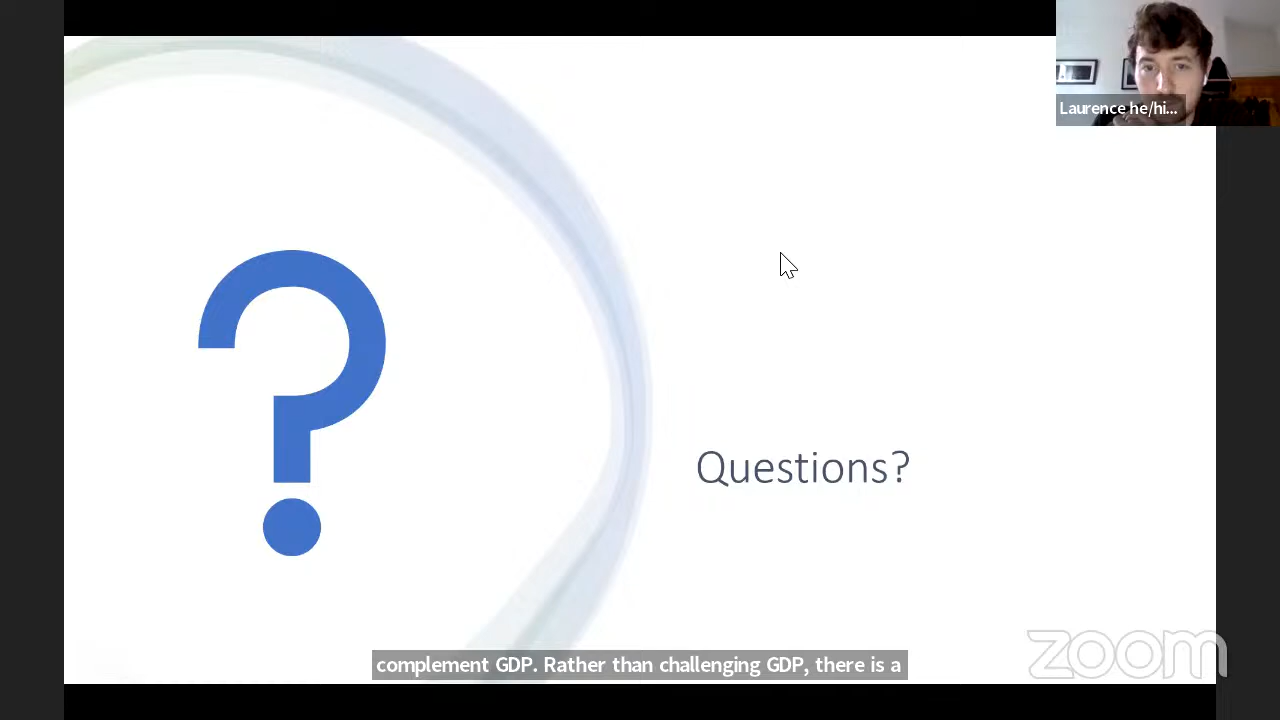 Laurence he/hi...
Questions?
complement GDP. Rather than challenging GDP, there is a
zoom